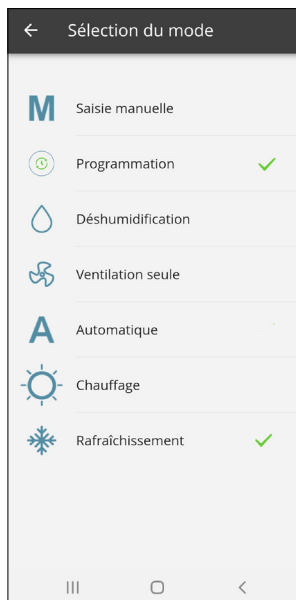 Sélection du mode
M Saisie manuelle
Programmation
Déshumidification
Ventilation seule
A Automatique
Chauffage
Rafraîchissement